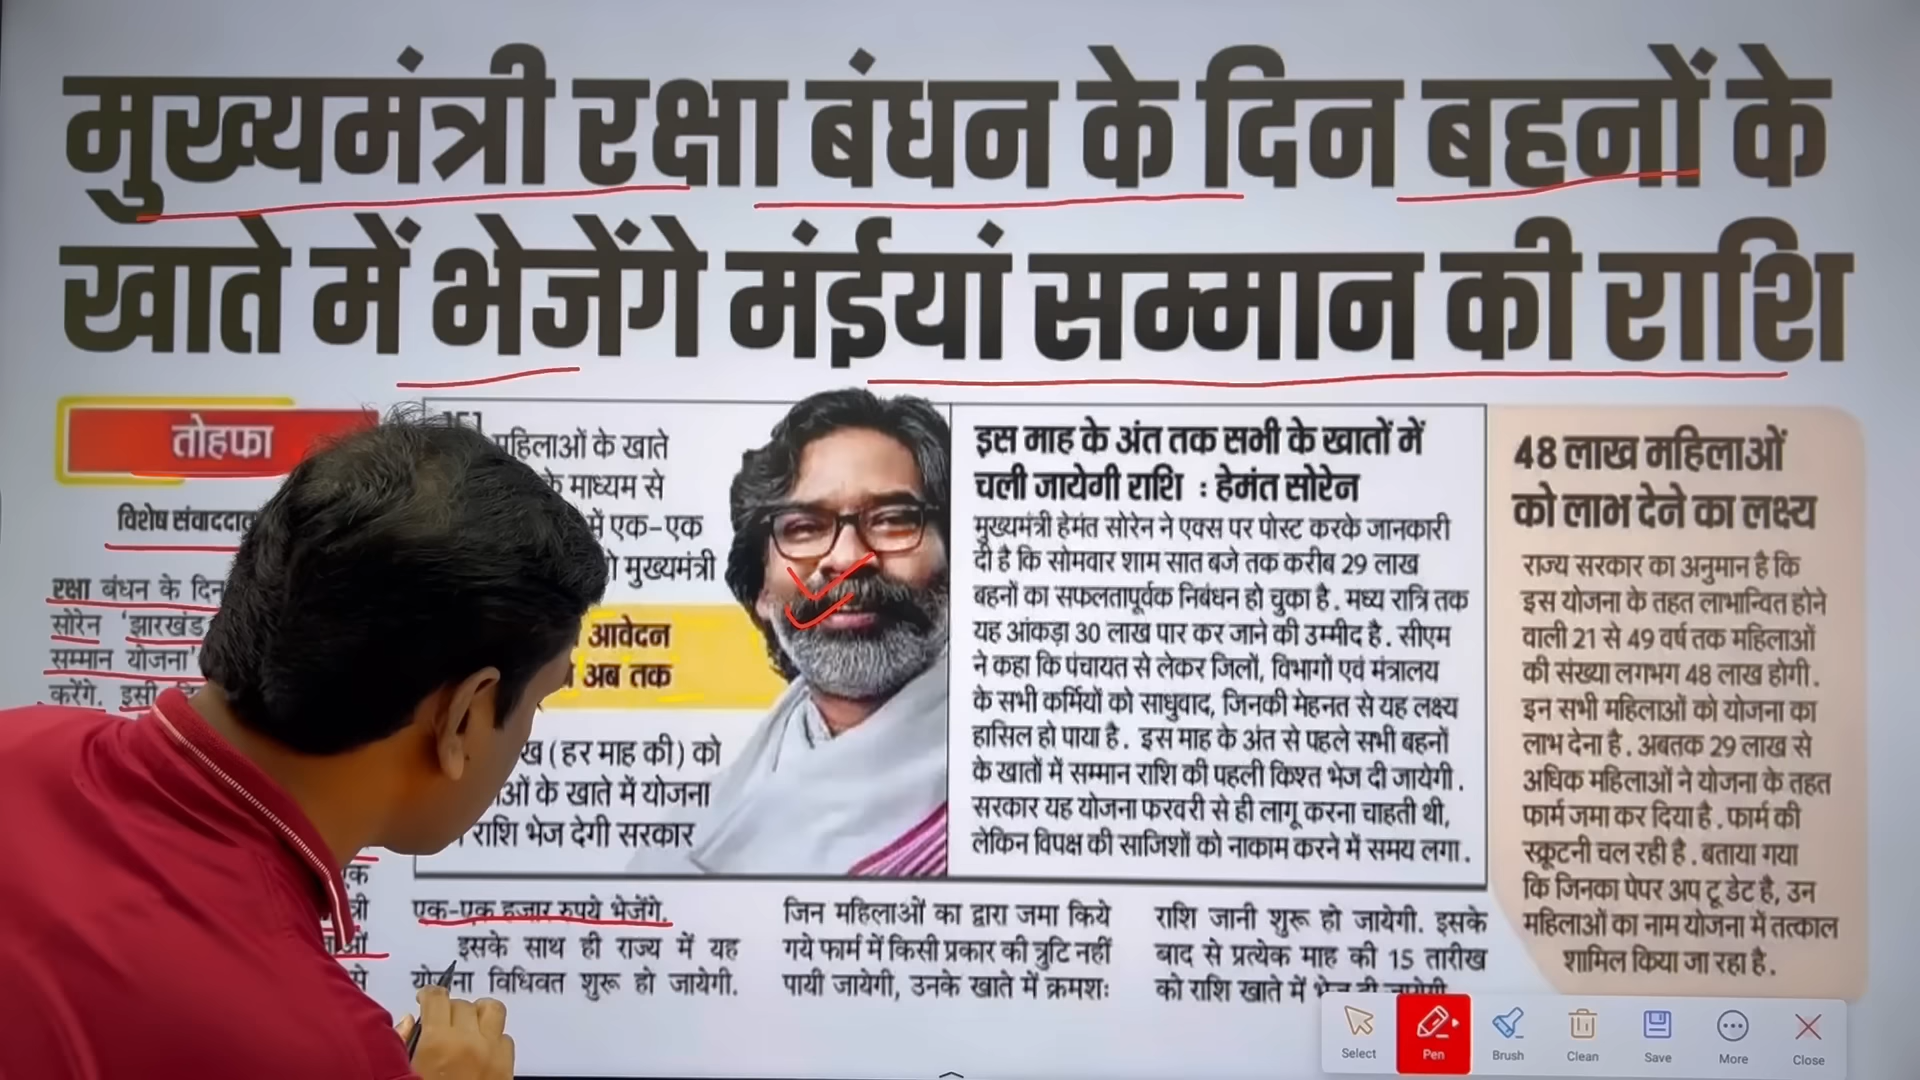 मुख्यमंत्री रक्षा बंधन के दिन बहनों के
खाते में भेजेंगे मंईयां सम्मान की राशि
तोहफा
विशेष
रक्षा बंधन के दिन
सोरेन 'झारखंड
सम्मान योजना'
करेंगे. इसी
के खाते
के माध्यम से
में एक-एक
मुख्यमंत्री
आवेदन
अब तक
(हर माह की) को
के खाते में योजना
राशि भेज देगी सरकार
एक-एक हजार रुपये भेजेंगे.
इसके साथ ही राज्य में यह
योजना विधिवत शुरू हो जायेगी.
इस माह के अंत तक सभी के खातों में
चली जायेगी राशि : हेमंत सोरेन
मुख्यमंत्री हेमंत सोरेन ने एक्स पर पोस्ट करके जानकारी
दी है कि सोमवार शाम सात बजे तक करीब 29 लाख
बहनों का सफलतापूर्वक निबंधन हो चुका है. मध्य रात्रि तक
यह आंकड़ा 30 लाख पार कर जाने की उम्मीद है. सीएम
ने कहा कि पंचायत से लेकर जिलों, विभागों एवं मंत्रालय
के सभी कर्मियों को साधुवाद, जिनकी मेहनत से यह लक्ष्य
हासिल हो पाया है. इस माह के अंत से पहले सभी बहनों
के खातों में सम्मान राशि की पहली किश्त भेज दी जायेगी.
सरकार यह योजना फरवरी से ही लागू करना चाहती थी,
लेकिन विपक्ष की साजिशों को नाकाम करने में समय लगा.
जिन महिलाओं का द्वारा जमा किये
गये फार्म में किसी प्रकार की त्रुटि नहीं
पायी जायेगी, उनके खाते में क्रमशः
राशि जानी शुरू हो जायेगी. इसके
बाद से प्रत्येक माह की 15 तारीख
को राशि खाते में
48 लाख महिलाओं
को लाभ देने का लक्ष्य
राज्य सरकार का अनुमान है कि
इस योजना के तहत लाभान्वित होने
वाली 21 से 49 वर्ष तक महिलाओं
की संख्या लगभग 48 लाख होगी.
इन सभी महिलाओं को योजना का
लाभ देना है. अबतक 29 लाख से
अधिक महिलाओं ने योजना के तहत
फार्म जमा कर दिया है. फार्म की
स्क्रूटनी चल रही है. बताया गया
कि जिनका पेपर अप टू डेट है, उन
महिलाओं का नाम योजना में तत्काल
शामिल किया जा रहा है.
Select Pen Brush Clean Save More Close